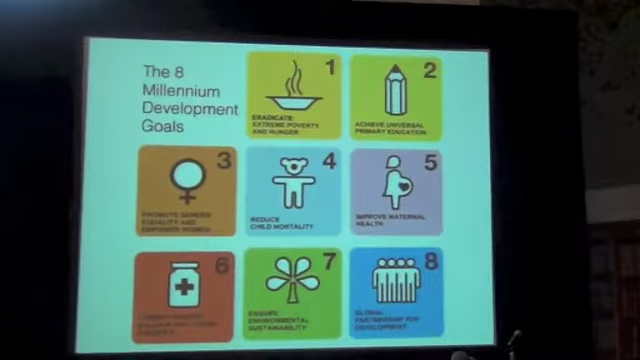 The 8
Millennium
Development
Goals
1
ERADICATE
EXTREME POVERTY
AND HUNGER
2
ACHIEVE UNIVERSAL
PRIMARY EDUCATION
3
PROMOTE GENDER
EQUALITY AND
EMPOWER WOMEN
4
REDUCE
CHILD MORTALITY
5
IMPROVE MATERNAL
HEALTH
6
7
ENSURE
ENVIRONMENTAL
SUSTAINABILITY
8
GLOBAL
PARTNERSHIP FOR
DEVELOPMENT